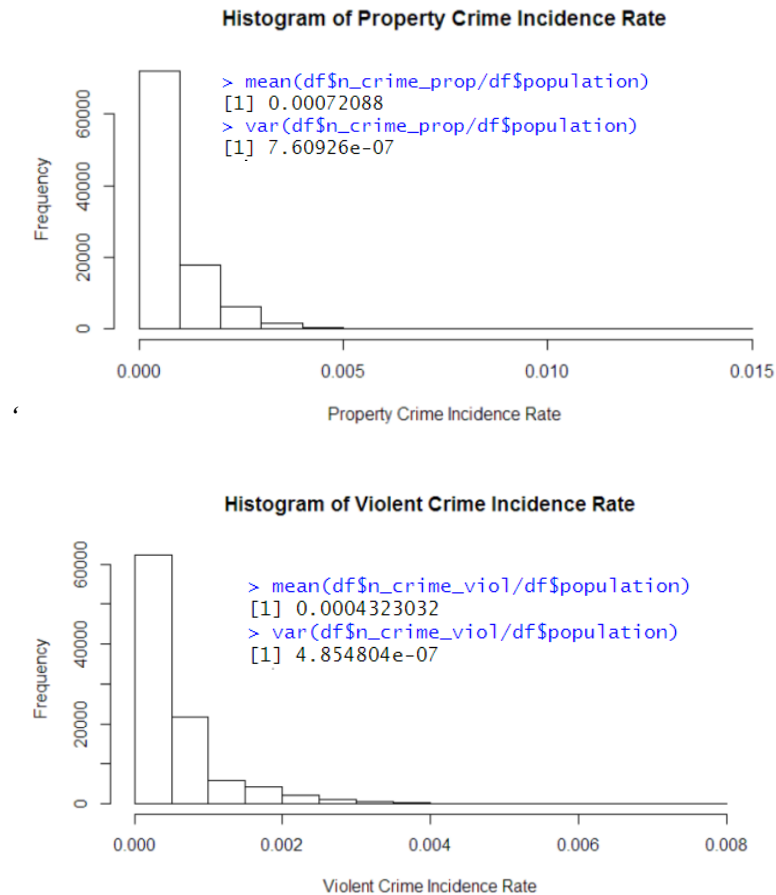 Histogram of Property Crime Incidence Rate
> mean(df$n_crime_prop/df$population)
[1] 0.00072088
> var(df$n_crime_prop/df$population)
[1] 7.60926e-07
Frequency
60000
40000
20000
0
0.000 0.005 0.010 0.015
Property Crime Incidence Rate
‘
Histogram of Violent Crime Incidence Rate
> mean(df$n_crime_viol/df$population)
[1] 0.0004323032
> var(df$n_crime_viol/df$population)
[1] 4.854804e-07
Frequency
60000
40000
20000
0
0.000 0.002 0.004 0.006 0.008
Violent Crime Incidence Rate